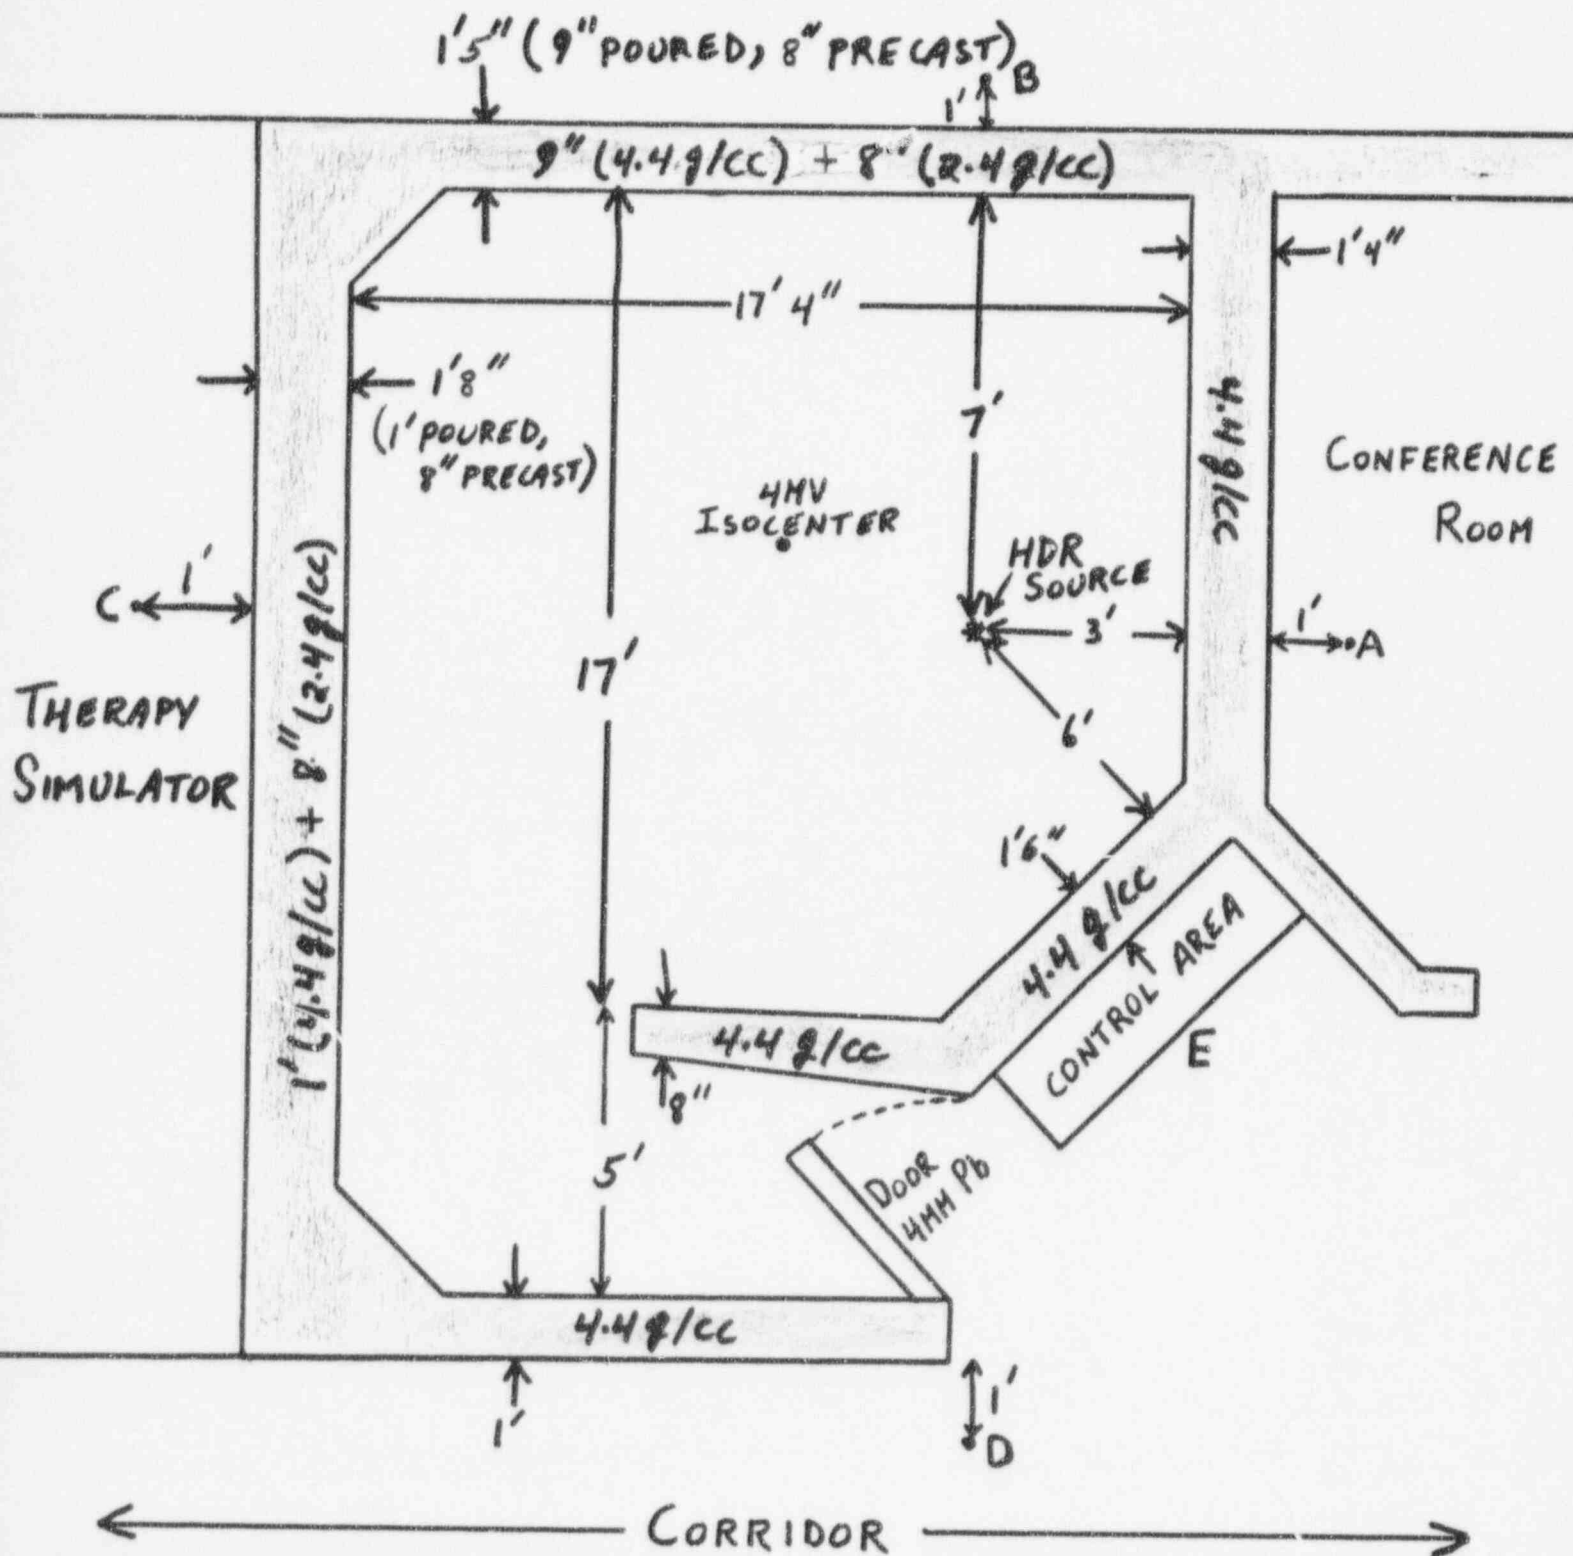 1'5" (9" POURED, 8" PRECAST)
B
1'
9" (4.4 g/cc) + 8" (2.4 g/cc)
1'4"
17' 4"
1'8"
(1' POURED,
8" PRECAST)
7'
4.4 g/cc
CONFERENCE
ROOM
4MV
ISOCENTER
HDR
SOURCE
C
1'
3'
1'
A
17'
1' (4.4 g/cc) + 8" (2.4 g/cc)
THERAPY
SIMULATOR
6'
1'6"
4.4 g/cc
CONTROL AREA
E
4.4 g/cc
8"
5'
DOOR
4MM Pb
4.4 g/cc
1'
1'
D
CORRIDOR